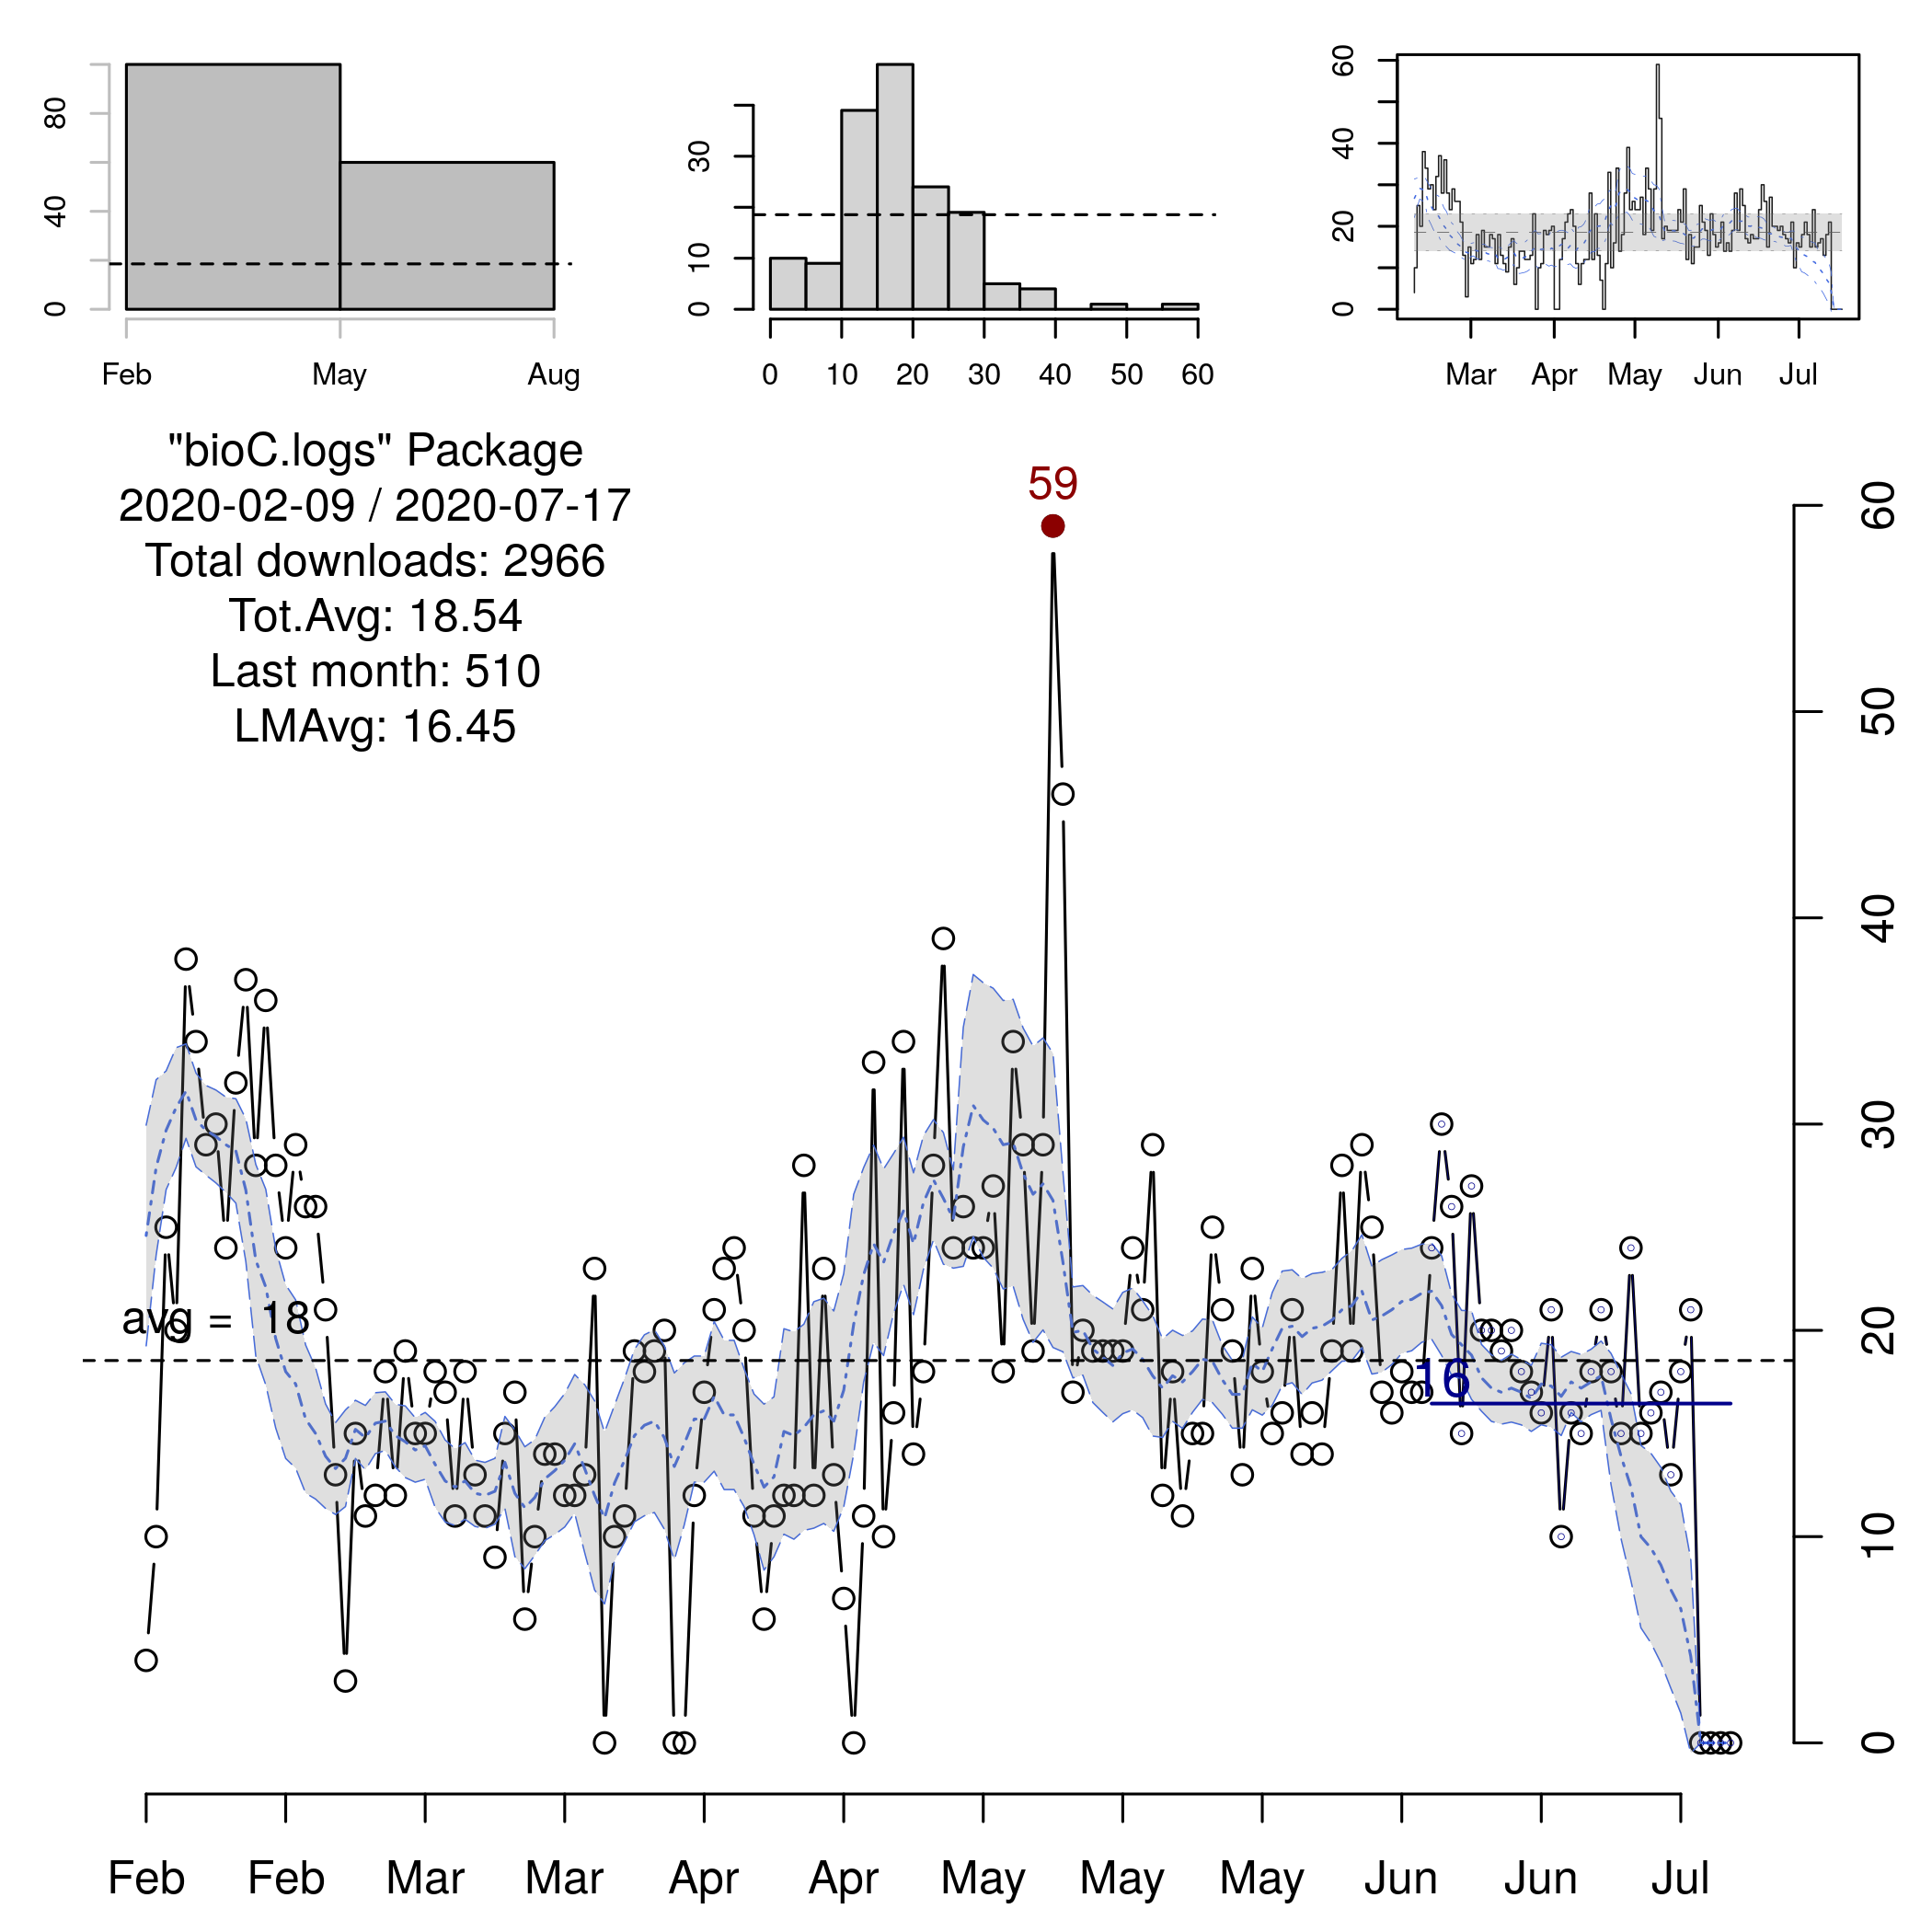 80
40
0
Feb May Aug
30
10
0
0 10 20 30 40 50 60
60
40
20
0
Mar Apr May Jun Jul
"bioC.logs" Package
2020-02-09 / 2020-07-17
Total downloads: 2966
Tot.Avg: 18.54
Last month: 510
LMAvg: 16.45
59
avg = 18
16
60
50
40
30
20
10
0
Feb Feb Mar Mar Apr Apr May May May Jun Jun Jul